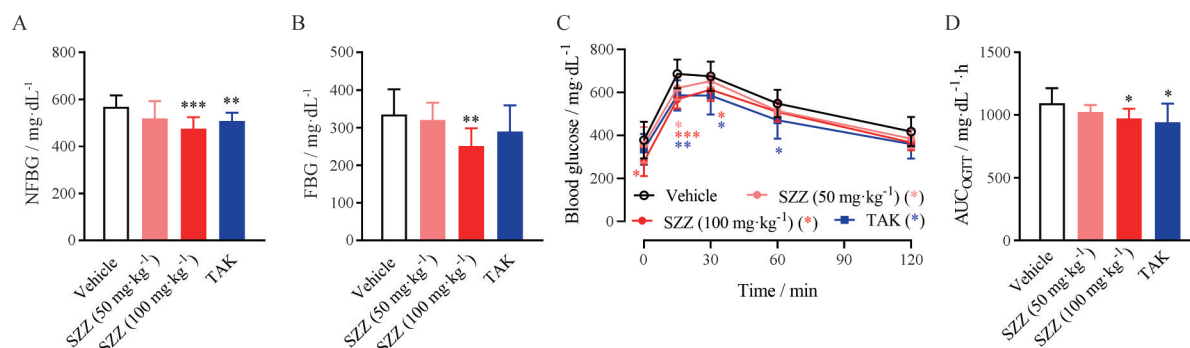 A
NFBG / mg·dL⁻¹
800
600
400
200
0
***
**
Vehicle
SZZ (50 mg·kg⁻¹)
SZZ (100 mg·kg⁻¹)
TAK
B
FBG / mg·dL⁻¹
500
400
300
200
100
0
**
Vehicle
SZZ (50 mg·kg⁻¹)
SZZ (100 mg·kg⁻¹)
TAK
C
Blood glucose / mg·dL⁻¹
800
600
400
200
0
*
*
***
**
*
*
*
Vehicle
SZZ (50 mg·kg⁻¹) (*)
SZZ (100 mg·kg⁻¹) (*)
TAK (*)
0
30
60
90
120
Time / min
D
AUCOGTT / (mg·dL⁻¹·h)
1500
1000
500
0
*
*
Vehicle
SZZ (50 mg·kg⁻¹)
SZZ (100 mg·kg⁻¹)
TAK